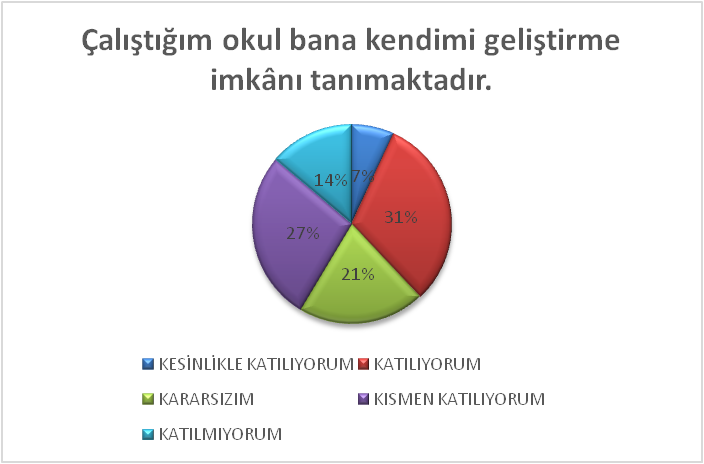 Çalıştığım okul bana kendimi geliştirme
imkânı tanımaktadır.
7%
31%
21%
27%
14%
KESİNLİKLE KATILIYORUM
KATILIYORUM
KARARSIZIM
KISMEN KATILIYORUM
KATILMIYORUM